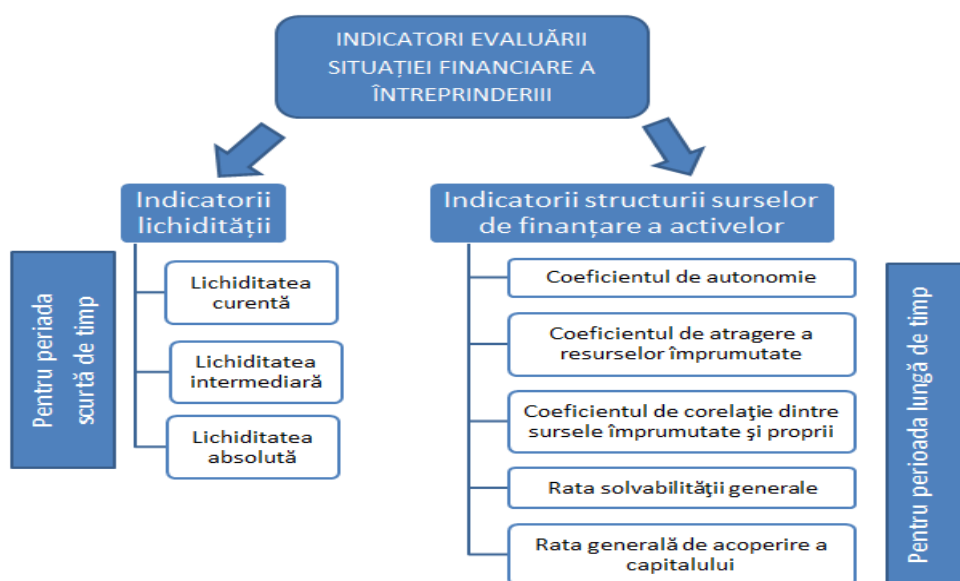 INDICATORI EVALUĂRII
SITUAȚIEI FINANCIARE A
ÎNTREPRINDERIII
Indicatorii
lichidității
Pentru periada
scurtă de timp
Lichiditatea
curentă
Lichiditatea
intermediară
Lichiditatea
absolută
Indicatorii structurii surselor
de finanțare a activelor
Coeficientul de autonomie
Coeficientul de atragere a
resurselor împrumutate
Coeficientul de corelaţie dintre
sursele împrumutate şi proprii
Rata solvabilităţii generale
Rata generală de acoperire a
capitalului
Pentru perioada lungă de timp